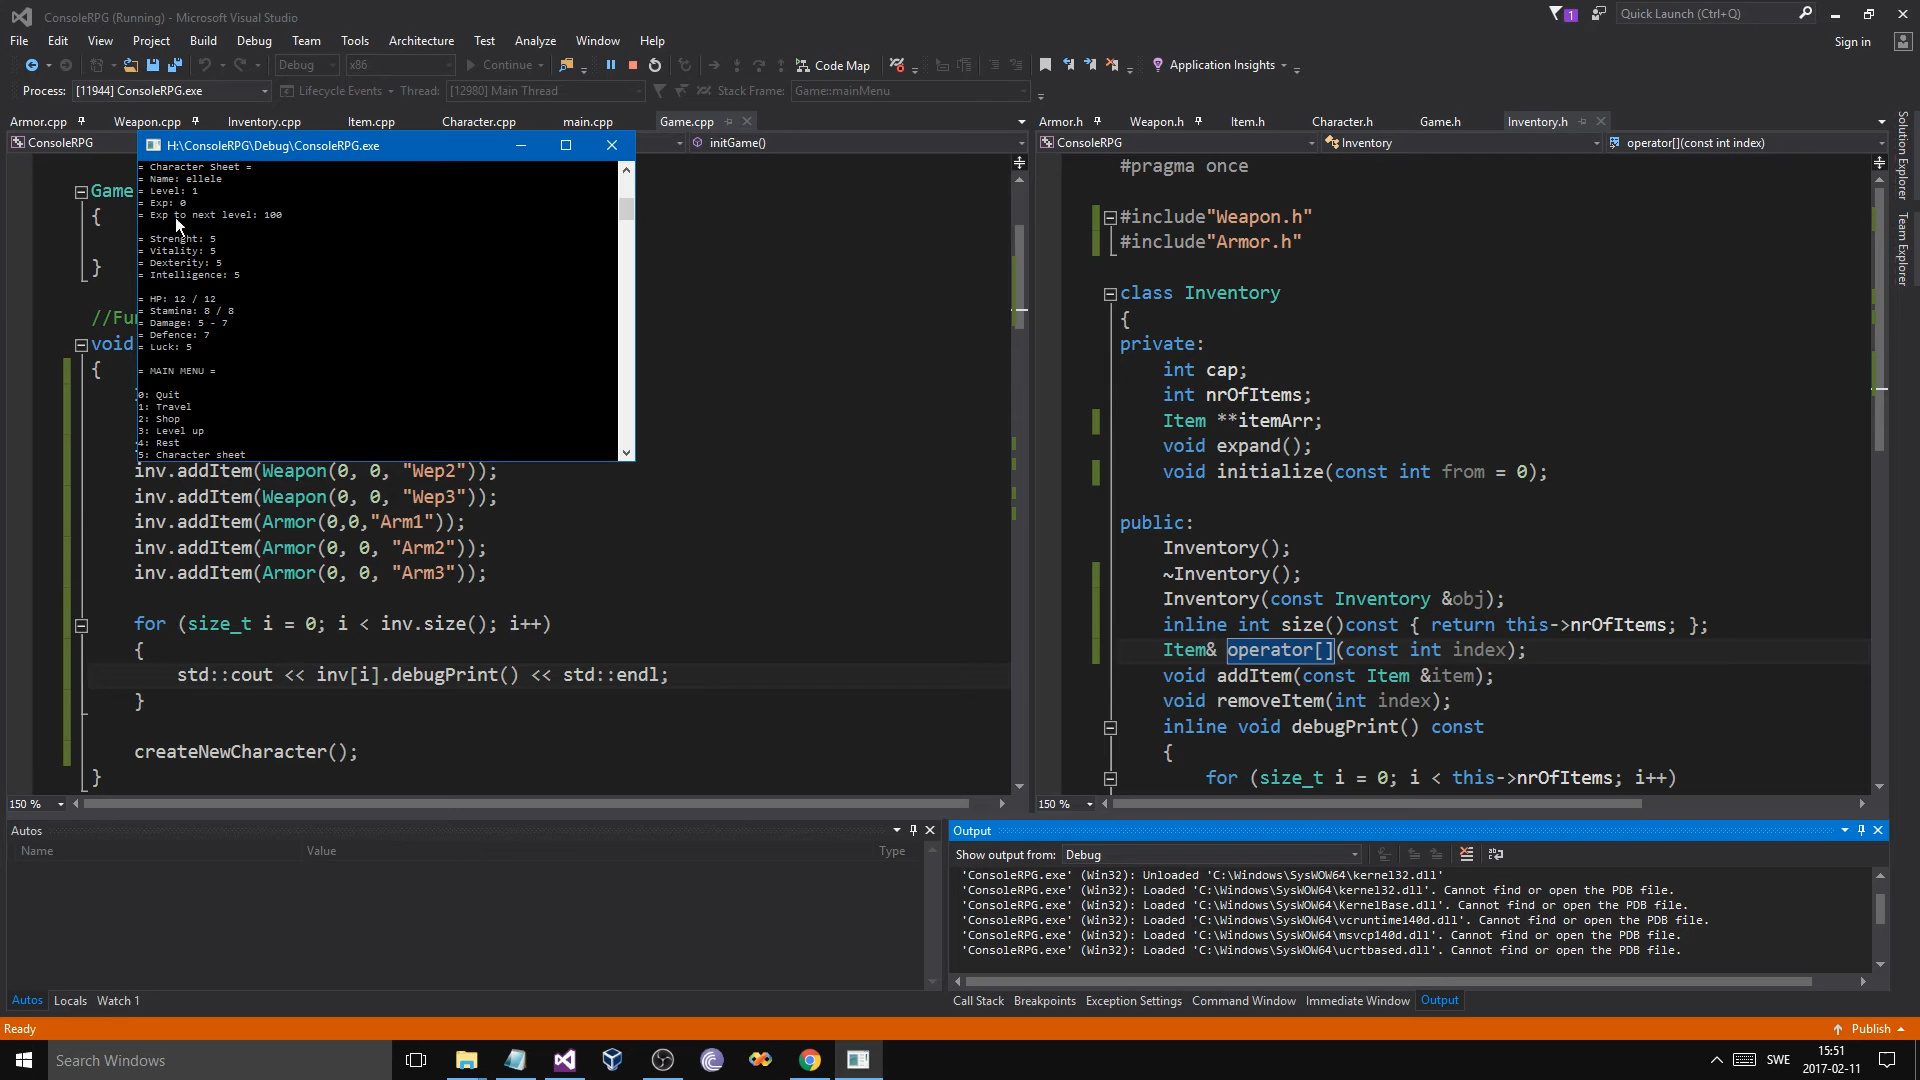 ConsoleRPG (Running) - Microsoft Visual Studio
1
Quick Launch (Ctrl+Q)
File Edit View Project Build Debug Team Tools Architecture Test Analyze Window Help
Sign in
Debug x86 Continue Code Map Application Insights
Process: [11944] ConsoleRPG.exe Lifecycle Events Thread: [12980] Main Thread Stack Frame: Game::mainMenu
Armor.cpp Weapon.cpp Inventory.cpp Item.cpp Character.cpp main.cpp Game.cpp
ConsoleRPG
initGame()
H:\ConsoleRPG\Debug\ConsoleRPG.exe
= Character Sheet =
= Name: ellele
= Level: 1
= Exp: 0
= Exp to next level: 100
= Strenght: 5
= Vitality: 5
= Dexterity: 5
= Intelligence: 5
= HP: 12 / 12
= Stamina: 8 / 8
= Damage: 5 - 7
= Defence: 7
= Luck: 5
= MAIN MENU =
0: Quit
1: Travel
2: Shop
3: Level up
4: Rest
5: Character sheet
Game
{
}
//Fu
void
{
inv.addItem(Weapon(0, 0, "Wep2"));
inv.addItem(Weapon(0, 0, "Wep3"));
inv.addItem(Armor(0,0,"Arm1"));
inv.addItem(Armor(0, 0, "Arm2"));
inv.addItem(Armor(0, 0, "Arm3"));
for (size_t i = 0; i < inv.size(); i++)
{
std::cout << inv[i].debugPrint() << std::endl;
}
createNewCharacter();
}
150 %
Armor.h Weapon.h Item.h Character.h Game.h Inventory.h
ConsoleRPG Inventory operator[](const int index)
#pragma once
#include"Weapon.h"
#include"Armor.h"
class Inventory
{
private:
int cap;
int nrOfItems;
Item **itemArr;
void expand();
void initialize(const int from = 0);
public:
Inventory();
~Inventory();
Inventory(const Inventory &obj);
inline int size()const { return this->nrOfItems; };
Item& operator[](const int index);
void addItem(const Item &item);
void removeItem(int index);
inline void debugPrint() const
{
for (size_t i = 0; i < this->nrOfItems; i++)
150 %
Solution Explorer
Team Explorer
Autos
Name Value Type
Autos Locals Watch 1
Output
Show output from: Debug
'ConsoleRPG.exe' (Win32): Unloaded 'C:\Windows\SysWOW64\kernel32.dll'
'ConsoleRPG.exe' (Win32): Loaded 'C:\Windows\SysWOW64\kernel32.dll'. Cannot find or open the PDB file.
'ConsoleRPG.exe' (Win32): Loaded 'C:\Windows\SysWOW64\KernelBase.dll'. Cannot find or open the PDB file.
'ConsoleRPG.exe' (Win32): Loaded 'C:\Windows\SysWOW64\vcruntime140d.dll'. Cannot find or open the PDB file.
'ConsoleRPG.exe' (Win32): Loaded 'C:\Windows\SysWOW64\msvcp140d.dll'. Cannot find or open the PDB file.
'ConsoleRPG.exe' (Win32): Loaded 'C:\Windows\SysWOW64\ucrtbased.dll'. Cannot find or open the PDB file.
Call Stack Breakpoints Exception Settings Command Window Immediate Window Output
Ready
Publish
Search Windows
SWE
15:51
2017-02-11